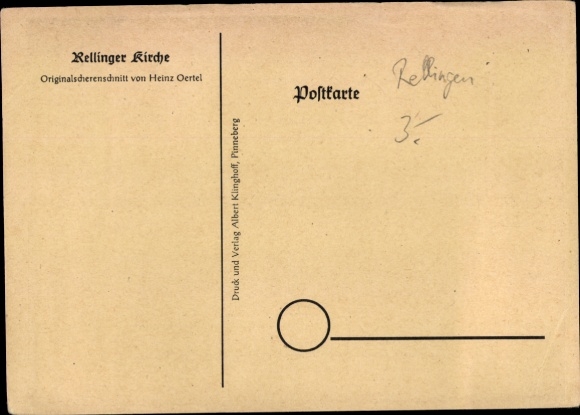 Rellinger Kirche
Originalscherenschnitt von Heinz Oertel
Druck und Verlag Albert Klinghoff, Pinneberg
Postkarte
Rellingen
3,-